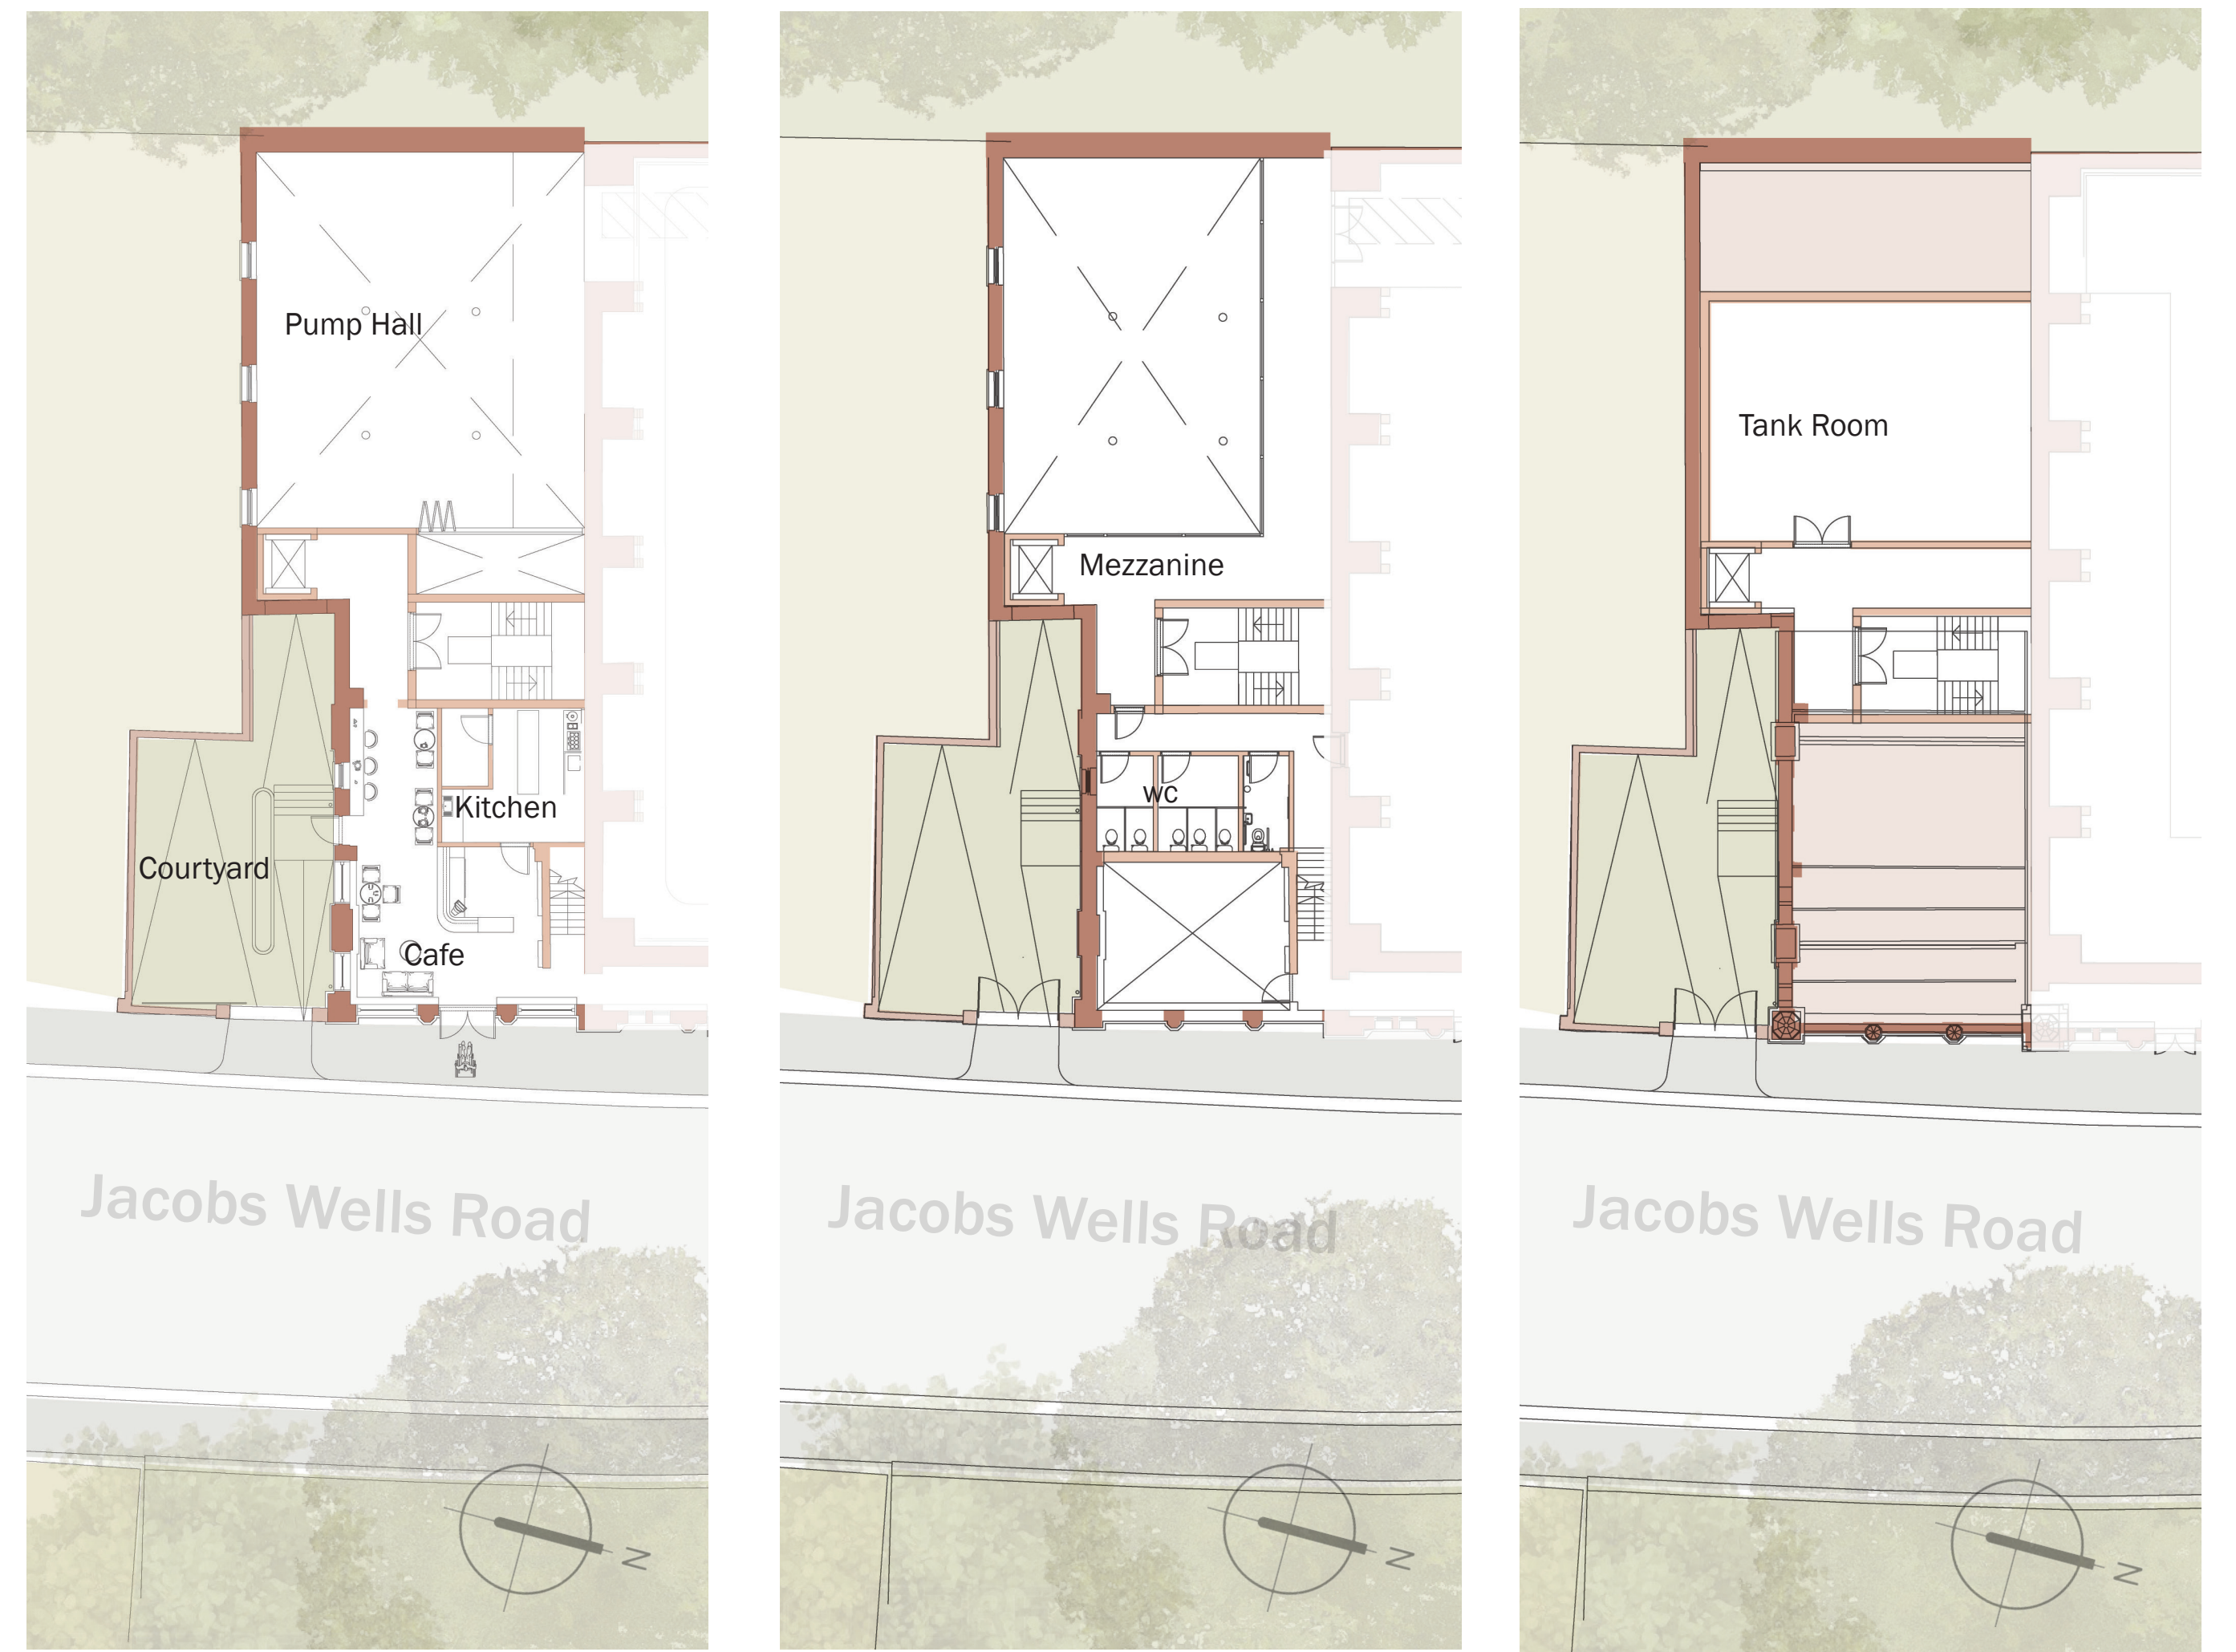 Pump Hall
Kitchen
Courtyard
Cafe
Jacobs Wells Road
N
Mezzanine
WC
Jacobs Wells Road
N
Tank Room
Jacobs Wells Road
N